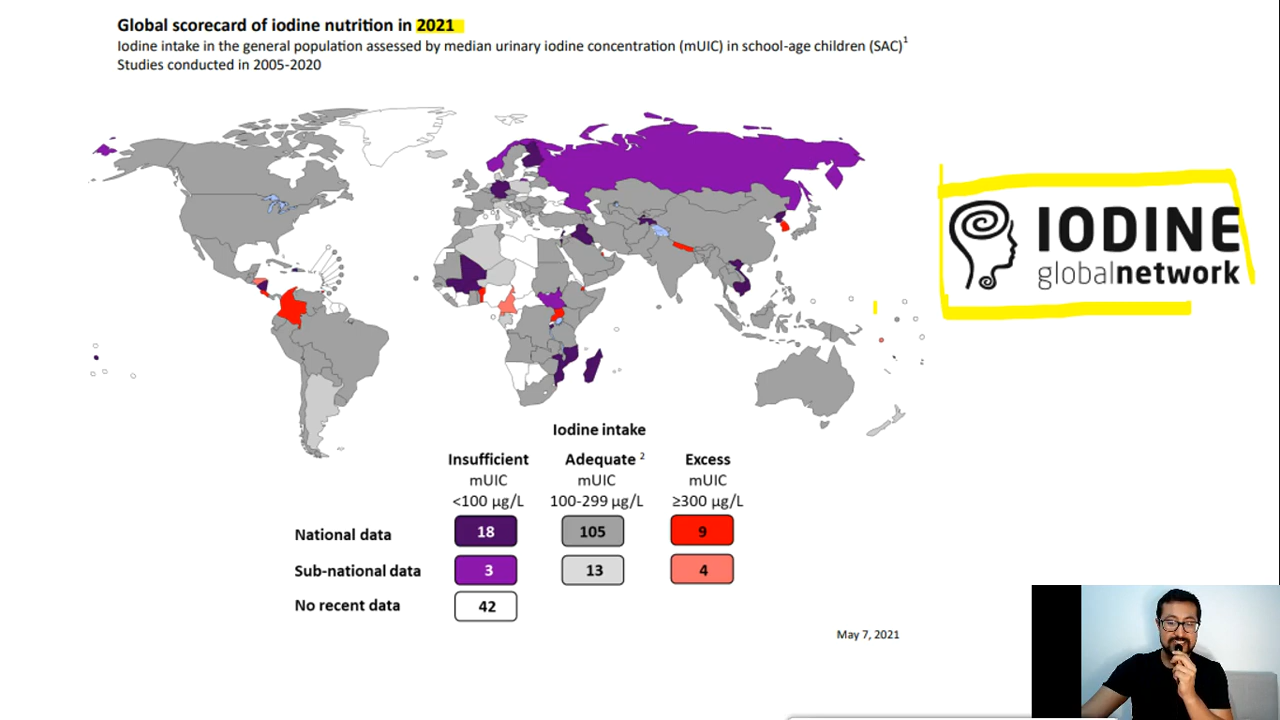 Global scorecard of iodine nutrition in 2021
Iodine intake in the general population assessed by median urinary iodine concentration (mUIC) in school-age children (SAC)1
Studies conducted in 2005-2020
IODINE
globalnetwork
Iodine intake
Insufficient Adequate 2 Excess
mUIC mUIC mUIC
<100 µg/L 100-299 µg/L ≥300 µg/L
National data 18 105 9
Sub-national data 3 13 4
No recent data 42
May 7, 2021